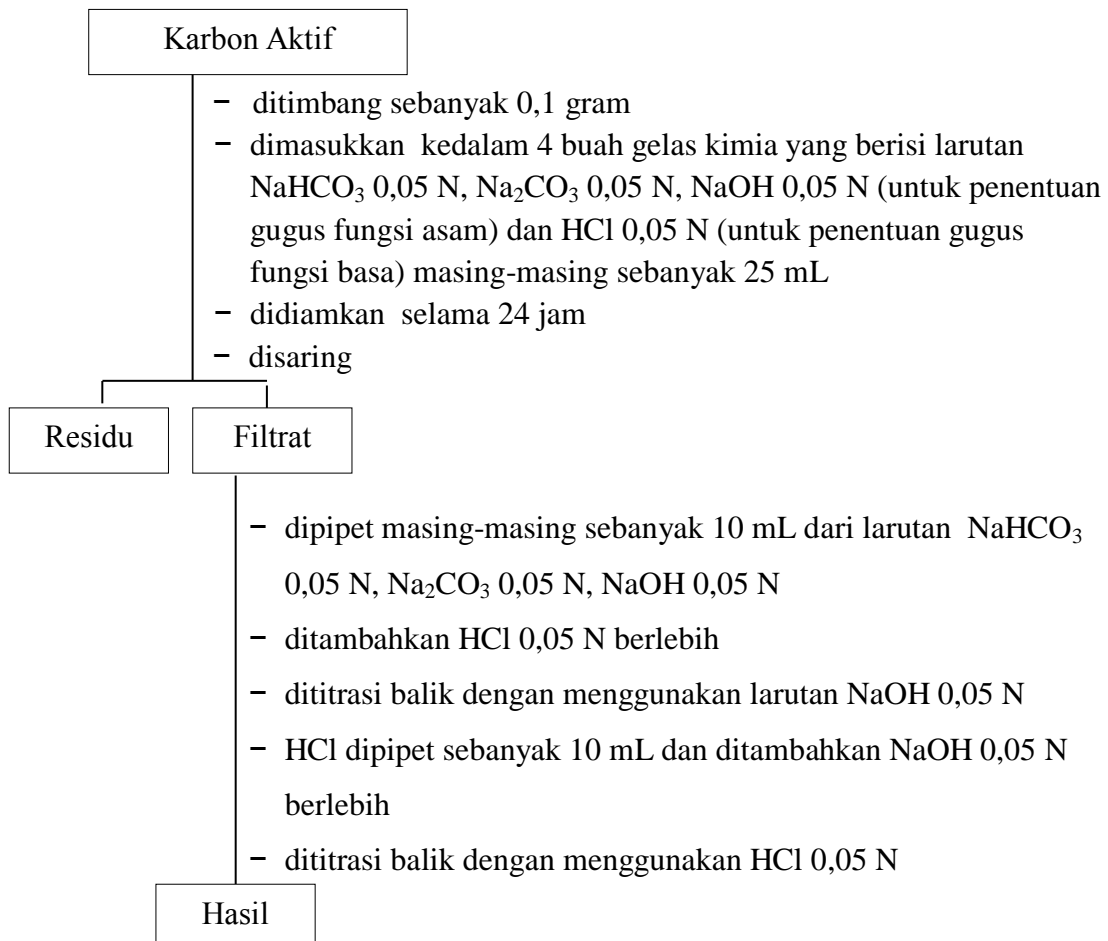 Karbon Aktif
− ditimbang sebanyak 0,1 gram
− dimasukkan kedalam 4 buah gelas kimia yang berisi larutan
NaHCO₃ 0,05 N, Na₂CO₃ 0,05 N, NaOH 0,05 N (untuk penentuan
gugus fungsi asam) dan HCl 0,05 N (untuk penentuan gugus
fungsi basa) masing-masing sebanyak 25 mL
− didiamkan selama 24 jam
− disaring
Residu Filtrat
− dipipet masing-masing sebanyak 10 mL dari larutan NaHCO₃
0,05 N, Na₂CO₃ 0,05 N, NaOH 0,05 N
− ditambahkan HCl 0,05 N berlebih
− dititrasi balik dengan menggunakan larutan NaOH 0,05 N
− HCl dipipet sebanyak 10 mL dan ditambahkan NaOH 0,05 N
berlebih
− dititrasi balik dengan menggunakan HCl 0,05 N
Hasil